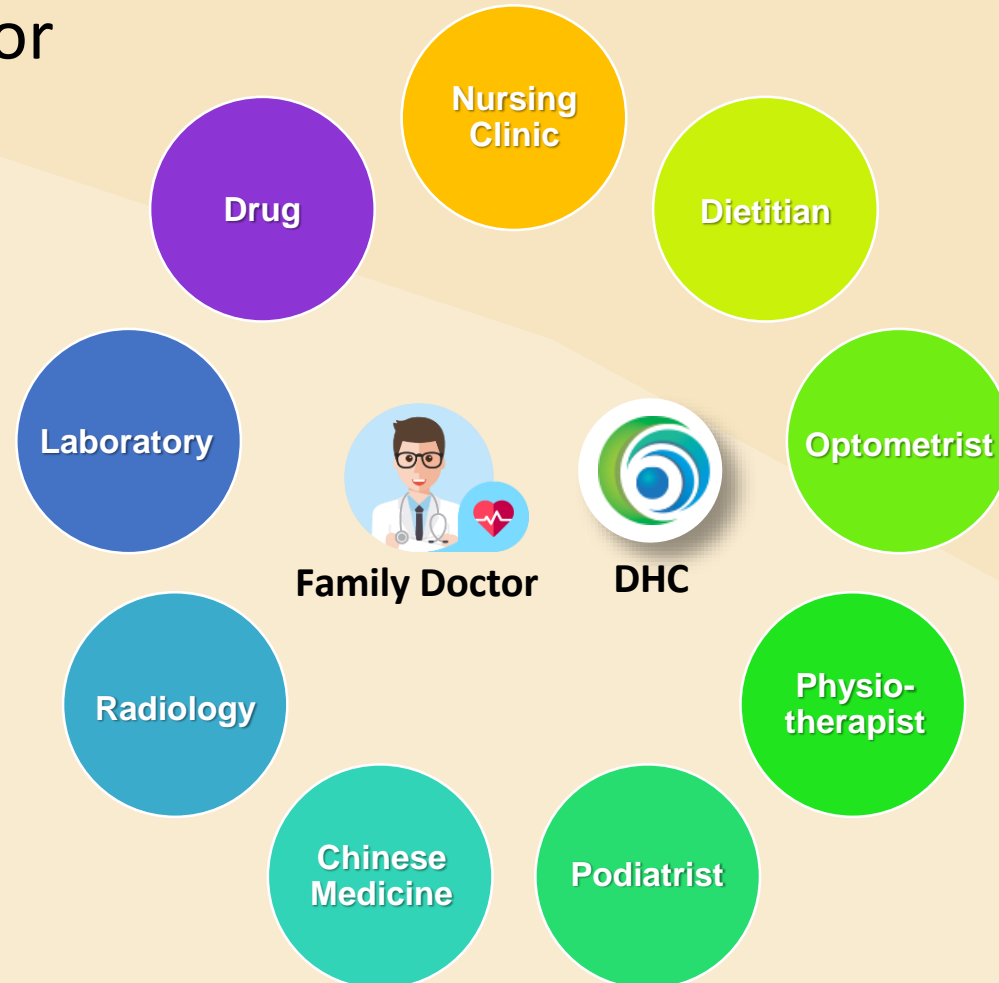 or
Nursing
Clinic
Drug
Dietitian
Laboratory
Optometrist
Family Doctor
DHC
Radiology
Physio-
therapist
Chinese
Medicine
Podiatrist